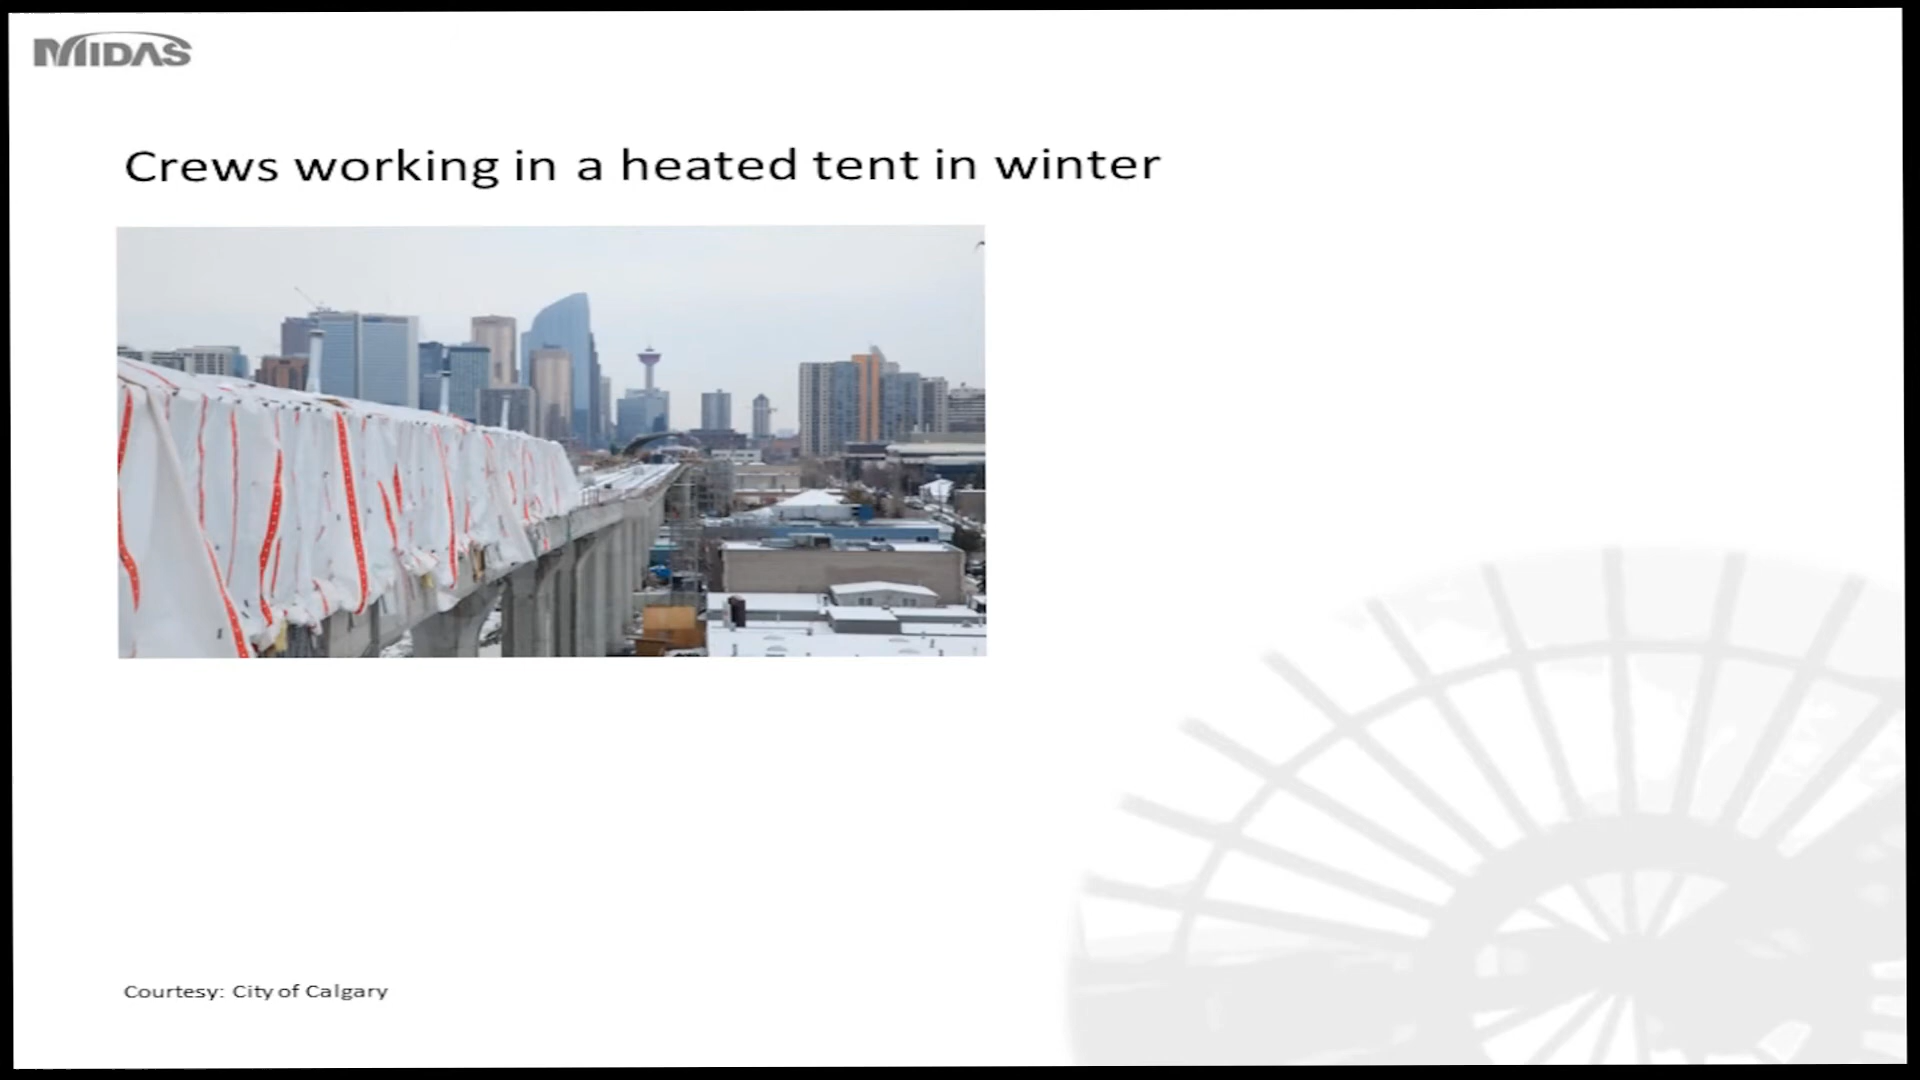 MIDAS
Crews working in a heated tent in winter
Courtesy: City of Calgary